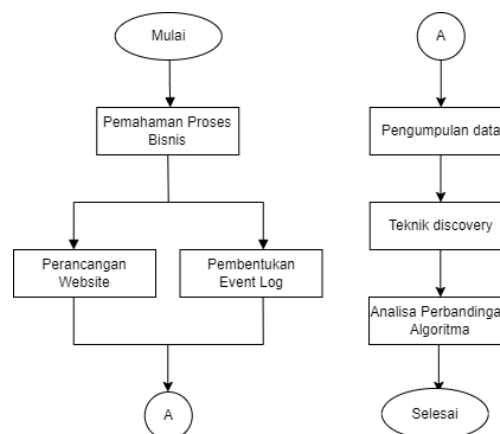 Mulai
Pemahaman Proses
Bisnis
Perancangan
Website
Pembentukan
Event Log
A
A
Pengumpulan data
Teknik discovery
Analisa Perbandinga
Algoritma
Selesai